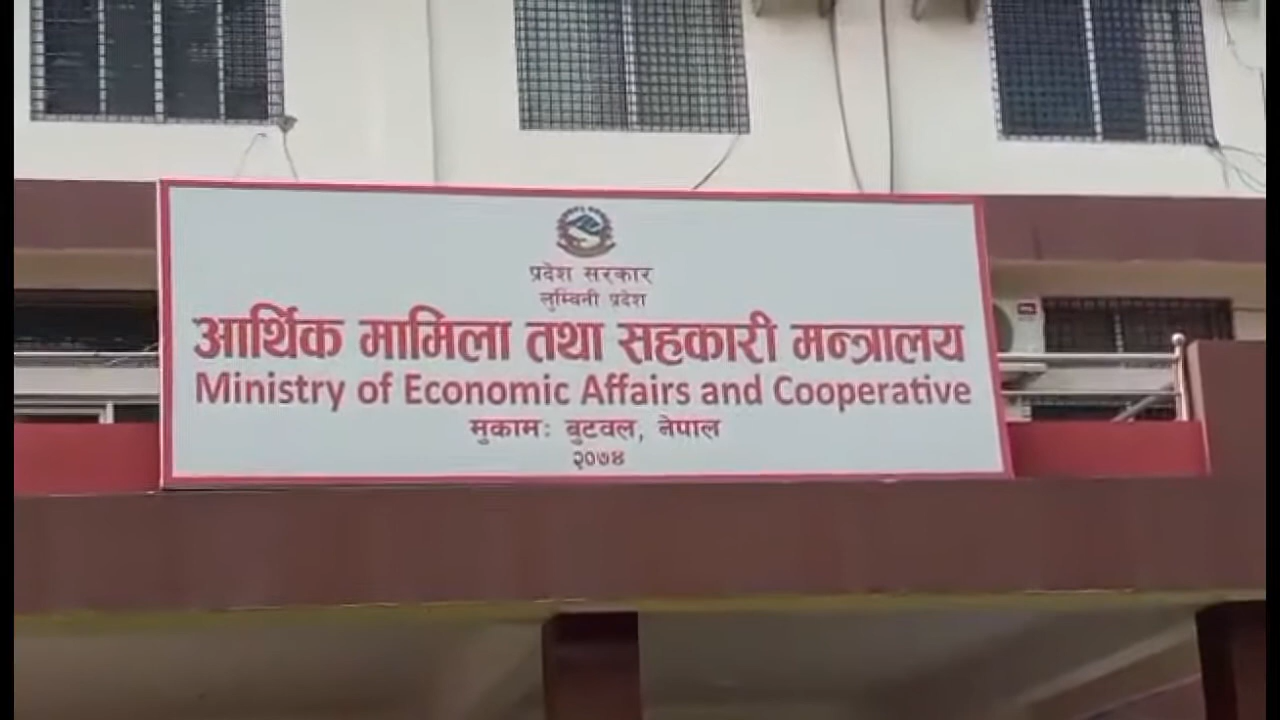 प्रदेश सरकार
लुम्बिनी प्रदेश
आर्थिक मामिला तथा सहकारी मन्त्रालय
Ministry of Economic Affairs and Cooperative
मुकामः बुटवल, नेपाल
२०७४